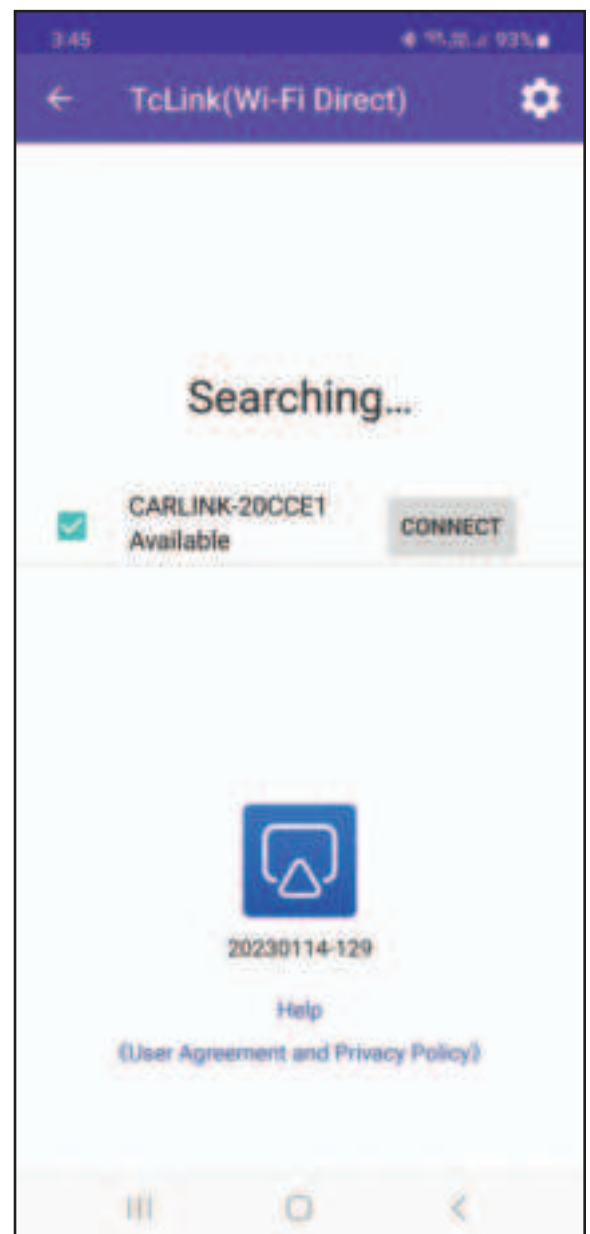 3:45
93%
TcLink(Wi-Fi Direct)
Searching...
CARLINK-20CCE1
Available
CONNECT
20230114-129
Help
《User Agreement and Privacy Policy》